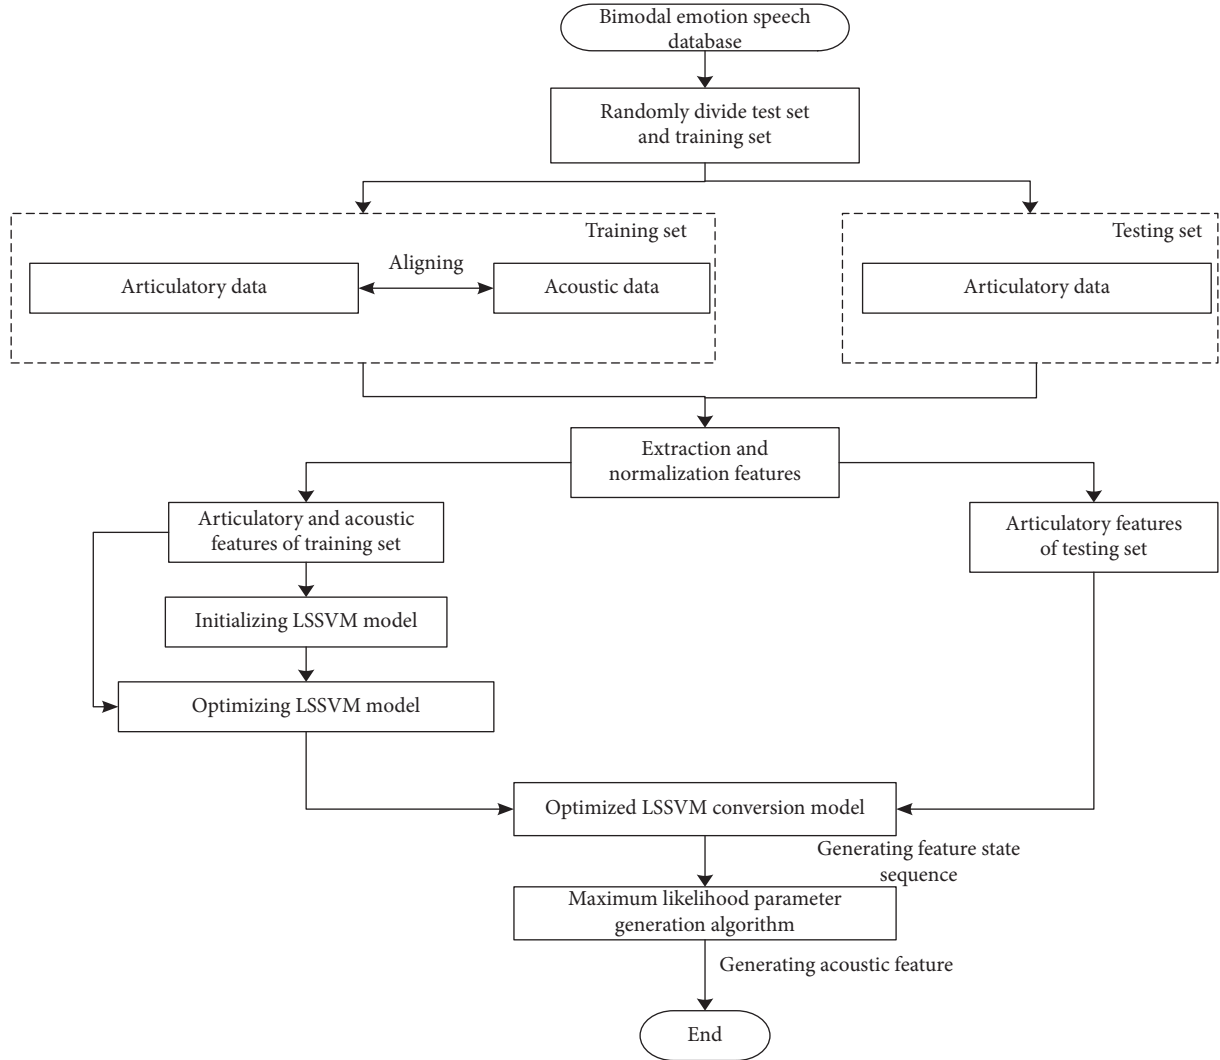 Bimodal emotion speech
database
Randomly divide test set
and training set
Training set
Articulatory data
Aligning
Acoustic data
Testing set
Articulatory data
Extraction and
normalization features
Articulatory and acoustic
features of training set
Articulatory features
of testing set
Initializing LSSVM model
Optimizing LSSVM model
Optimized LSSVM conversion model
Generating feature state
sequence
Maximum likelihood parameter
generation algorithm
Generating acoustic feature
End